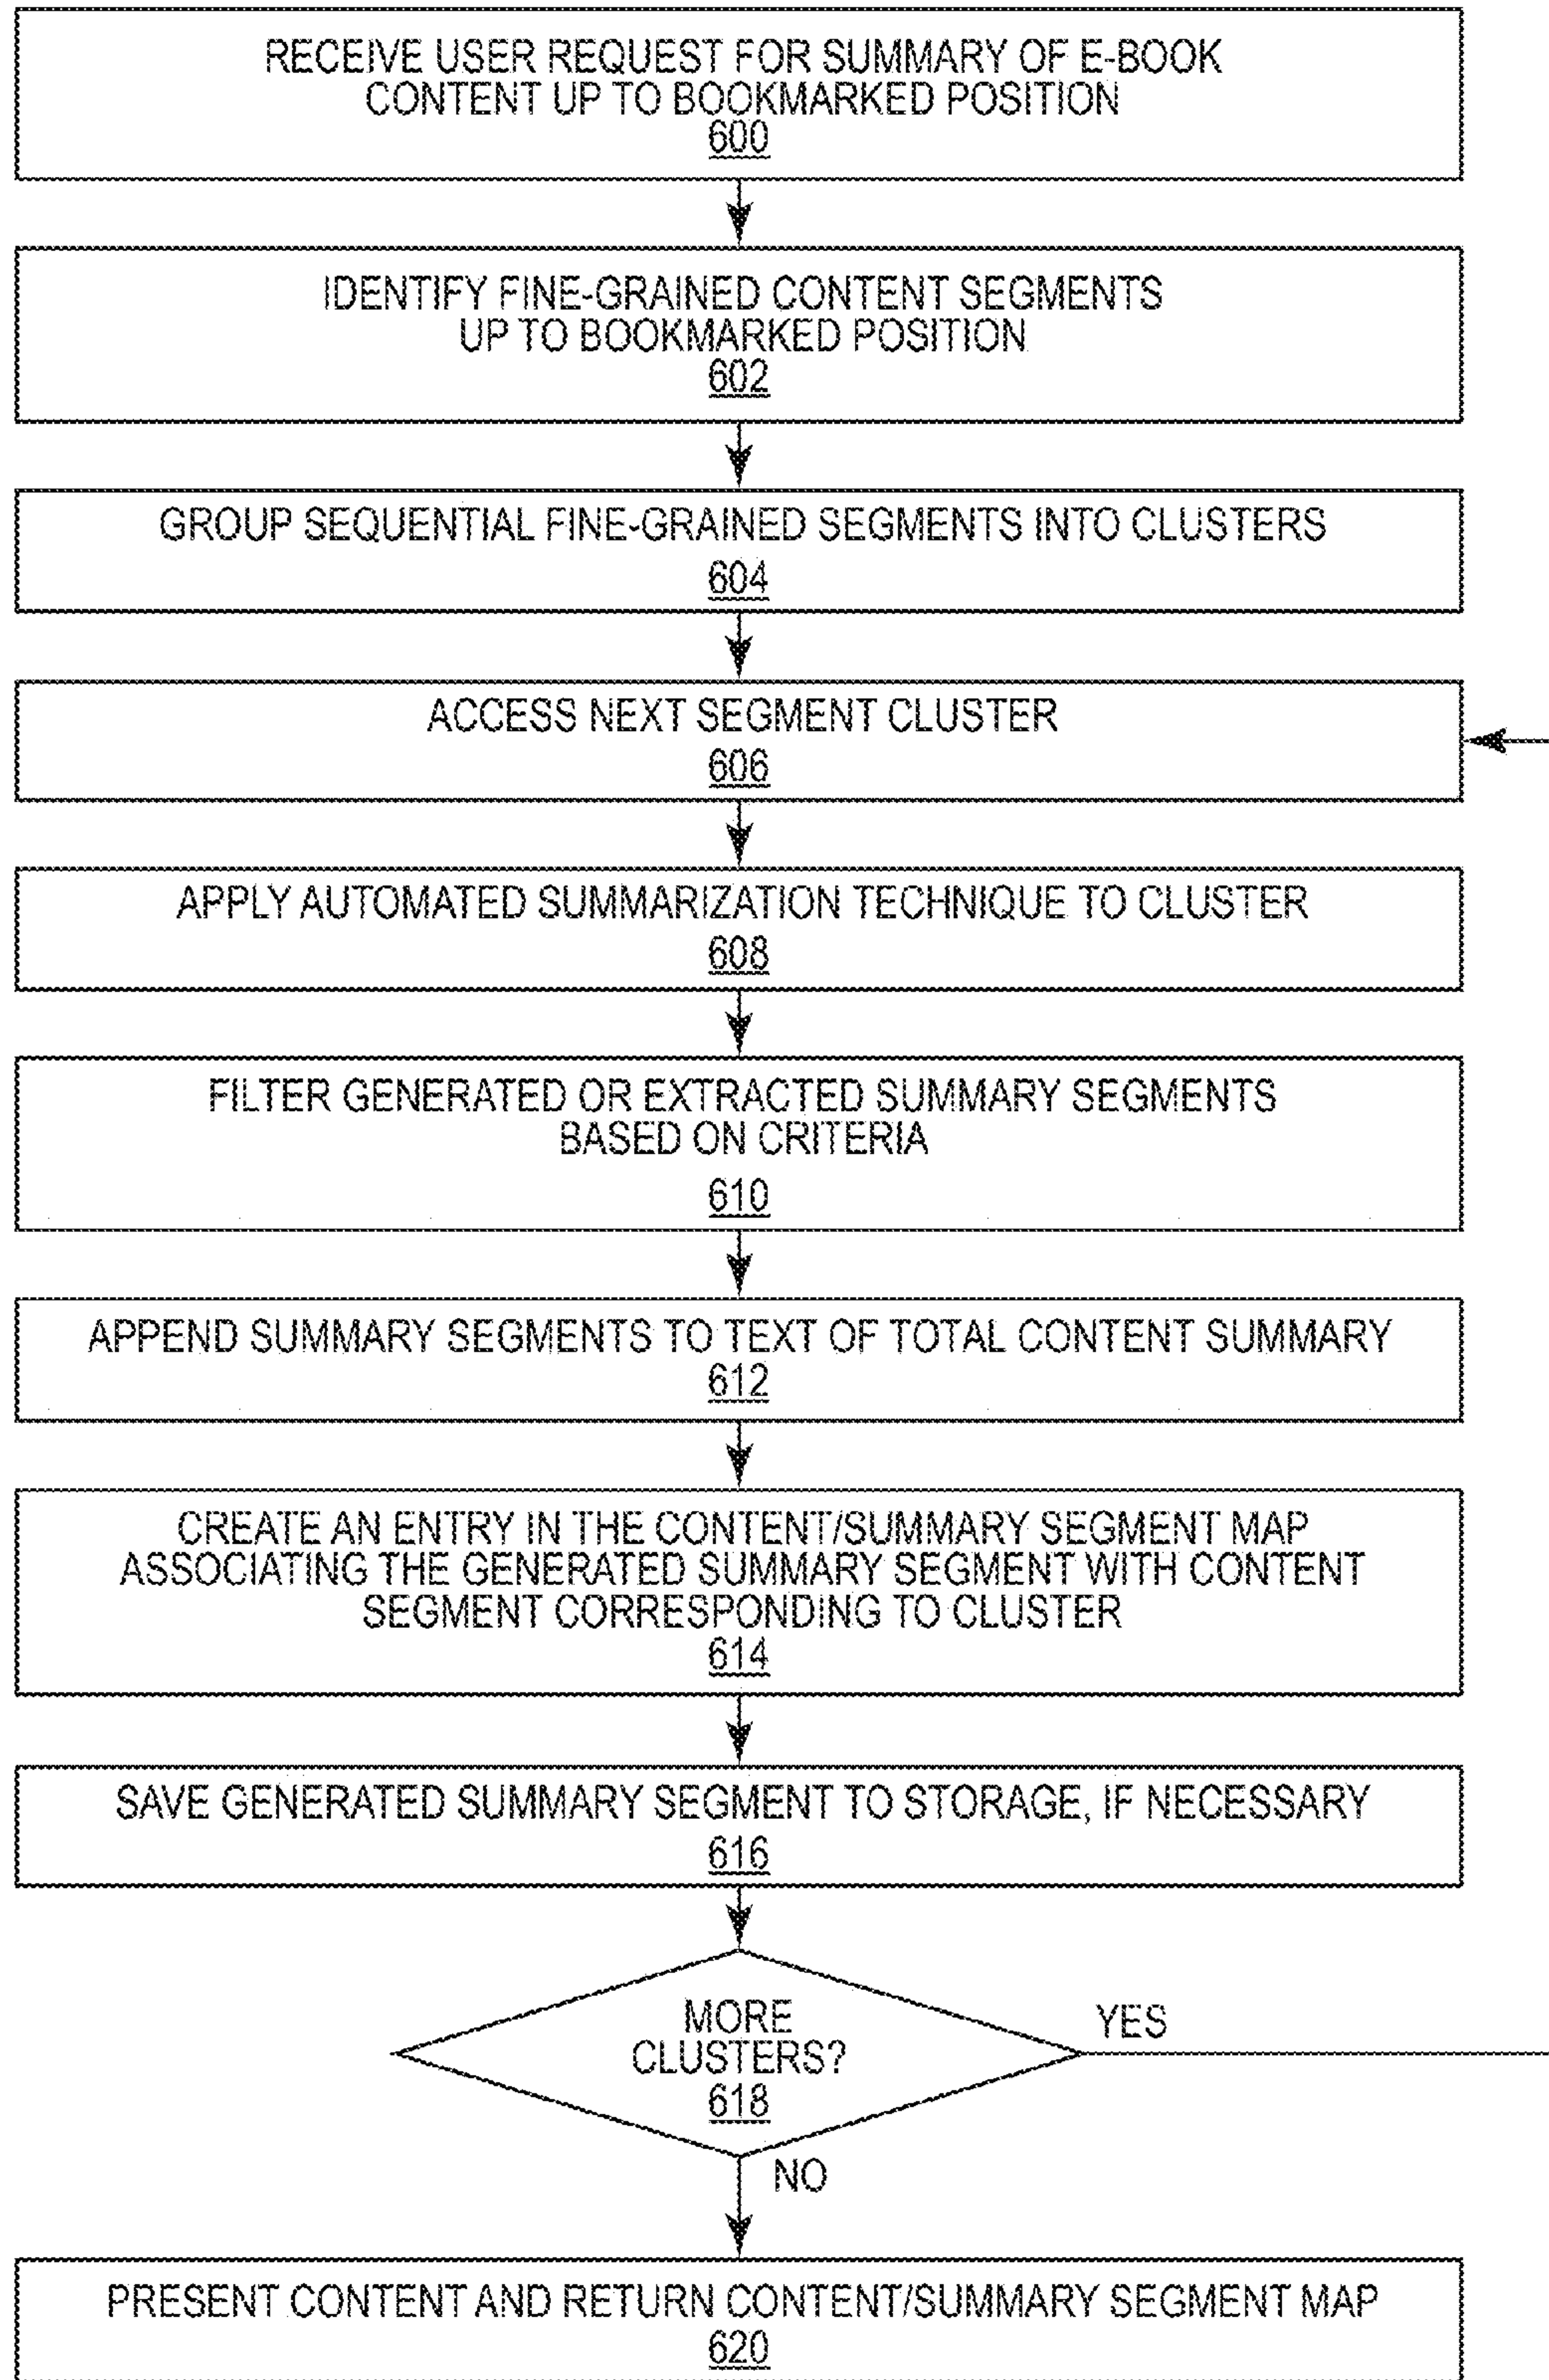 RECEIVE USER REQUEST FOR SUMMARY OF E-BOOK
CONTENT UP TO BOOKMARKED POSITION
600
IDENTIFY FINE-GRAINED CONTENT SEGMENTS
UP TO BOOKMARKED POSITION
602
GROUP SEQUENTIAL FINE-GRAINED SEGMENTS INTO CLUSTERS
604
ACCESS NEXT SEGMENT CLUSTER
606
APPLY AUTOMATED SUMMARIZATION TECHNIQUE TO CLUSTER
608
FILTER GENERATED OR EXTRACTED SUMMARY SEGMENTS
BASED ON CRITERIA
610
APPEND SUMMARY SEGMENTS TO TEXT OF TOTAL CONTENT SUMMARY
612
CREATE AN ENTRY IN THE CONTENT/SUMMARY SEGMENT MAP
ASSOCIATING THE GENERATED SUMMARY SEGMENT WITH CONTENT
SEGMENT CORRESPONDING TO CLUSTER
614
SAVE GENERATED SUMMARY SEGMENT TO STORAGE, IF NECESSARY
616
MORE
CLUSTERS?
618
YES
NO
PRESENT CONTENT AND RETURN CONTENT/SUMMARY SEGMENT MAP
620